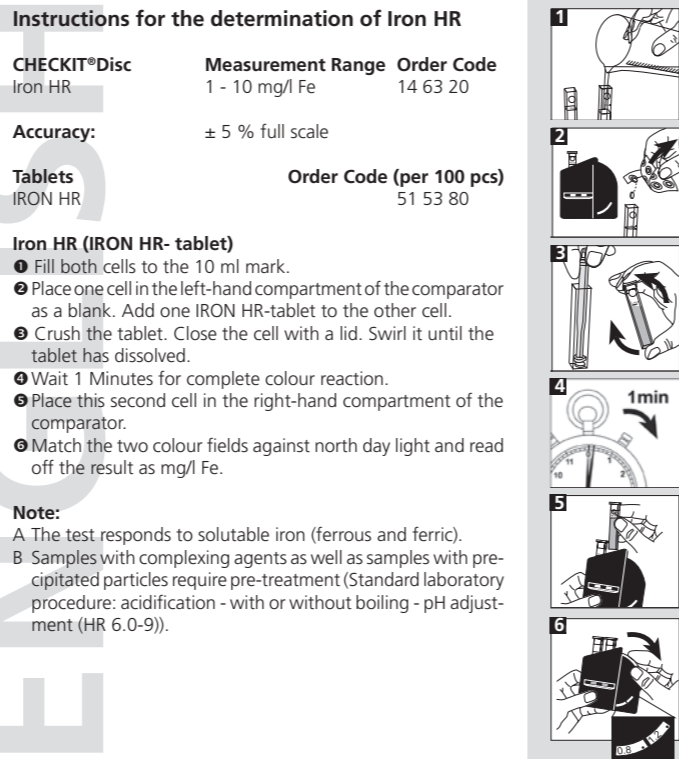 ENGLISH
Instructions for the determination of Iron HR
CHECKIT®Disc Measurement Range Order Code
Iron HR 1 - 10 mg/l Fe 14 63 20
Accuracy: ± 5 % full scale
Tablets Order Code (per 100 pcs)
IRON HR 51 53 80
Iron HR (IRON HR- tablet)
❶ Fill both cells to the 10 ml mark.
❷ Place one cell in the left-hand compartment of the comparator
as a blank. Add one IRON HR-tablet to the other cell.
❸ Crush the tablet. Close the cell with a lid. Swirl it until the
tablet has dissolved.
❹ Wait 1 Minutes for complete colour reaction.
❺ Place this second cell in the right-hand compartment of the
comparator.
❻ Match the two colour fields against north day light and read
off the result as mg/l Fe.
Note:
A The test responds to solutable iron (ferrous and ferric).
B Samples with complexing agents as well as samples with pre-
cipitated particles require pre-treatment (Standard laboratory
procedure: acidification - with or without boiling - pH adjust-
ment (HR 6.0-9)).
1
2
3
4
1min
10 11 1 2
5
6
0.8 1.2